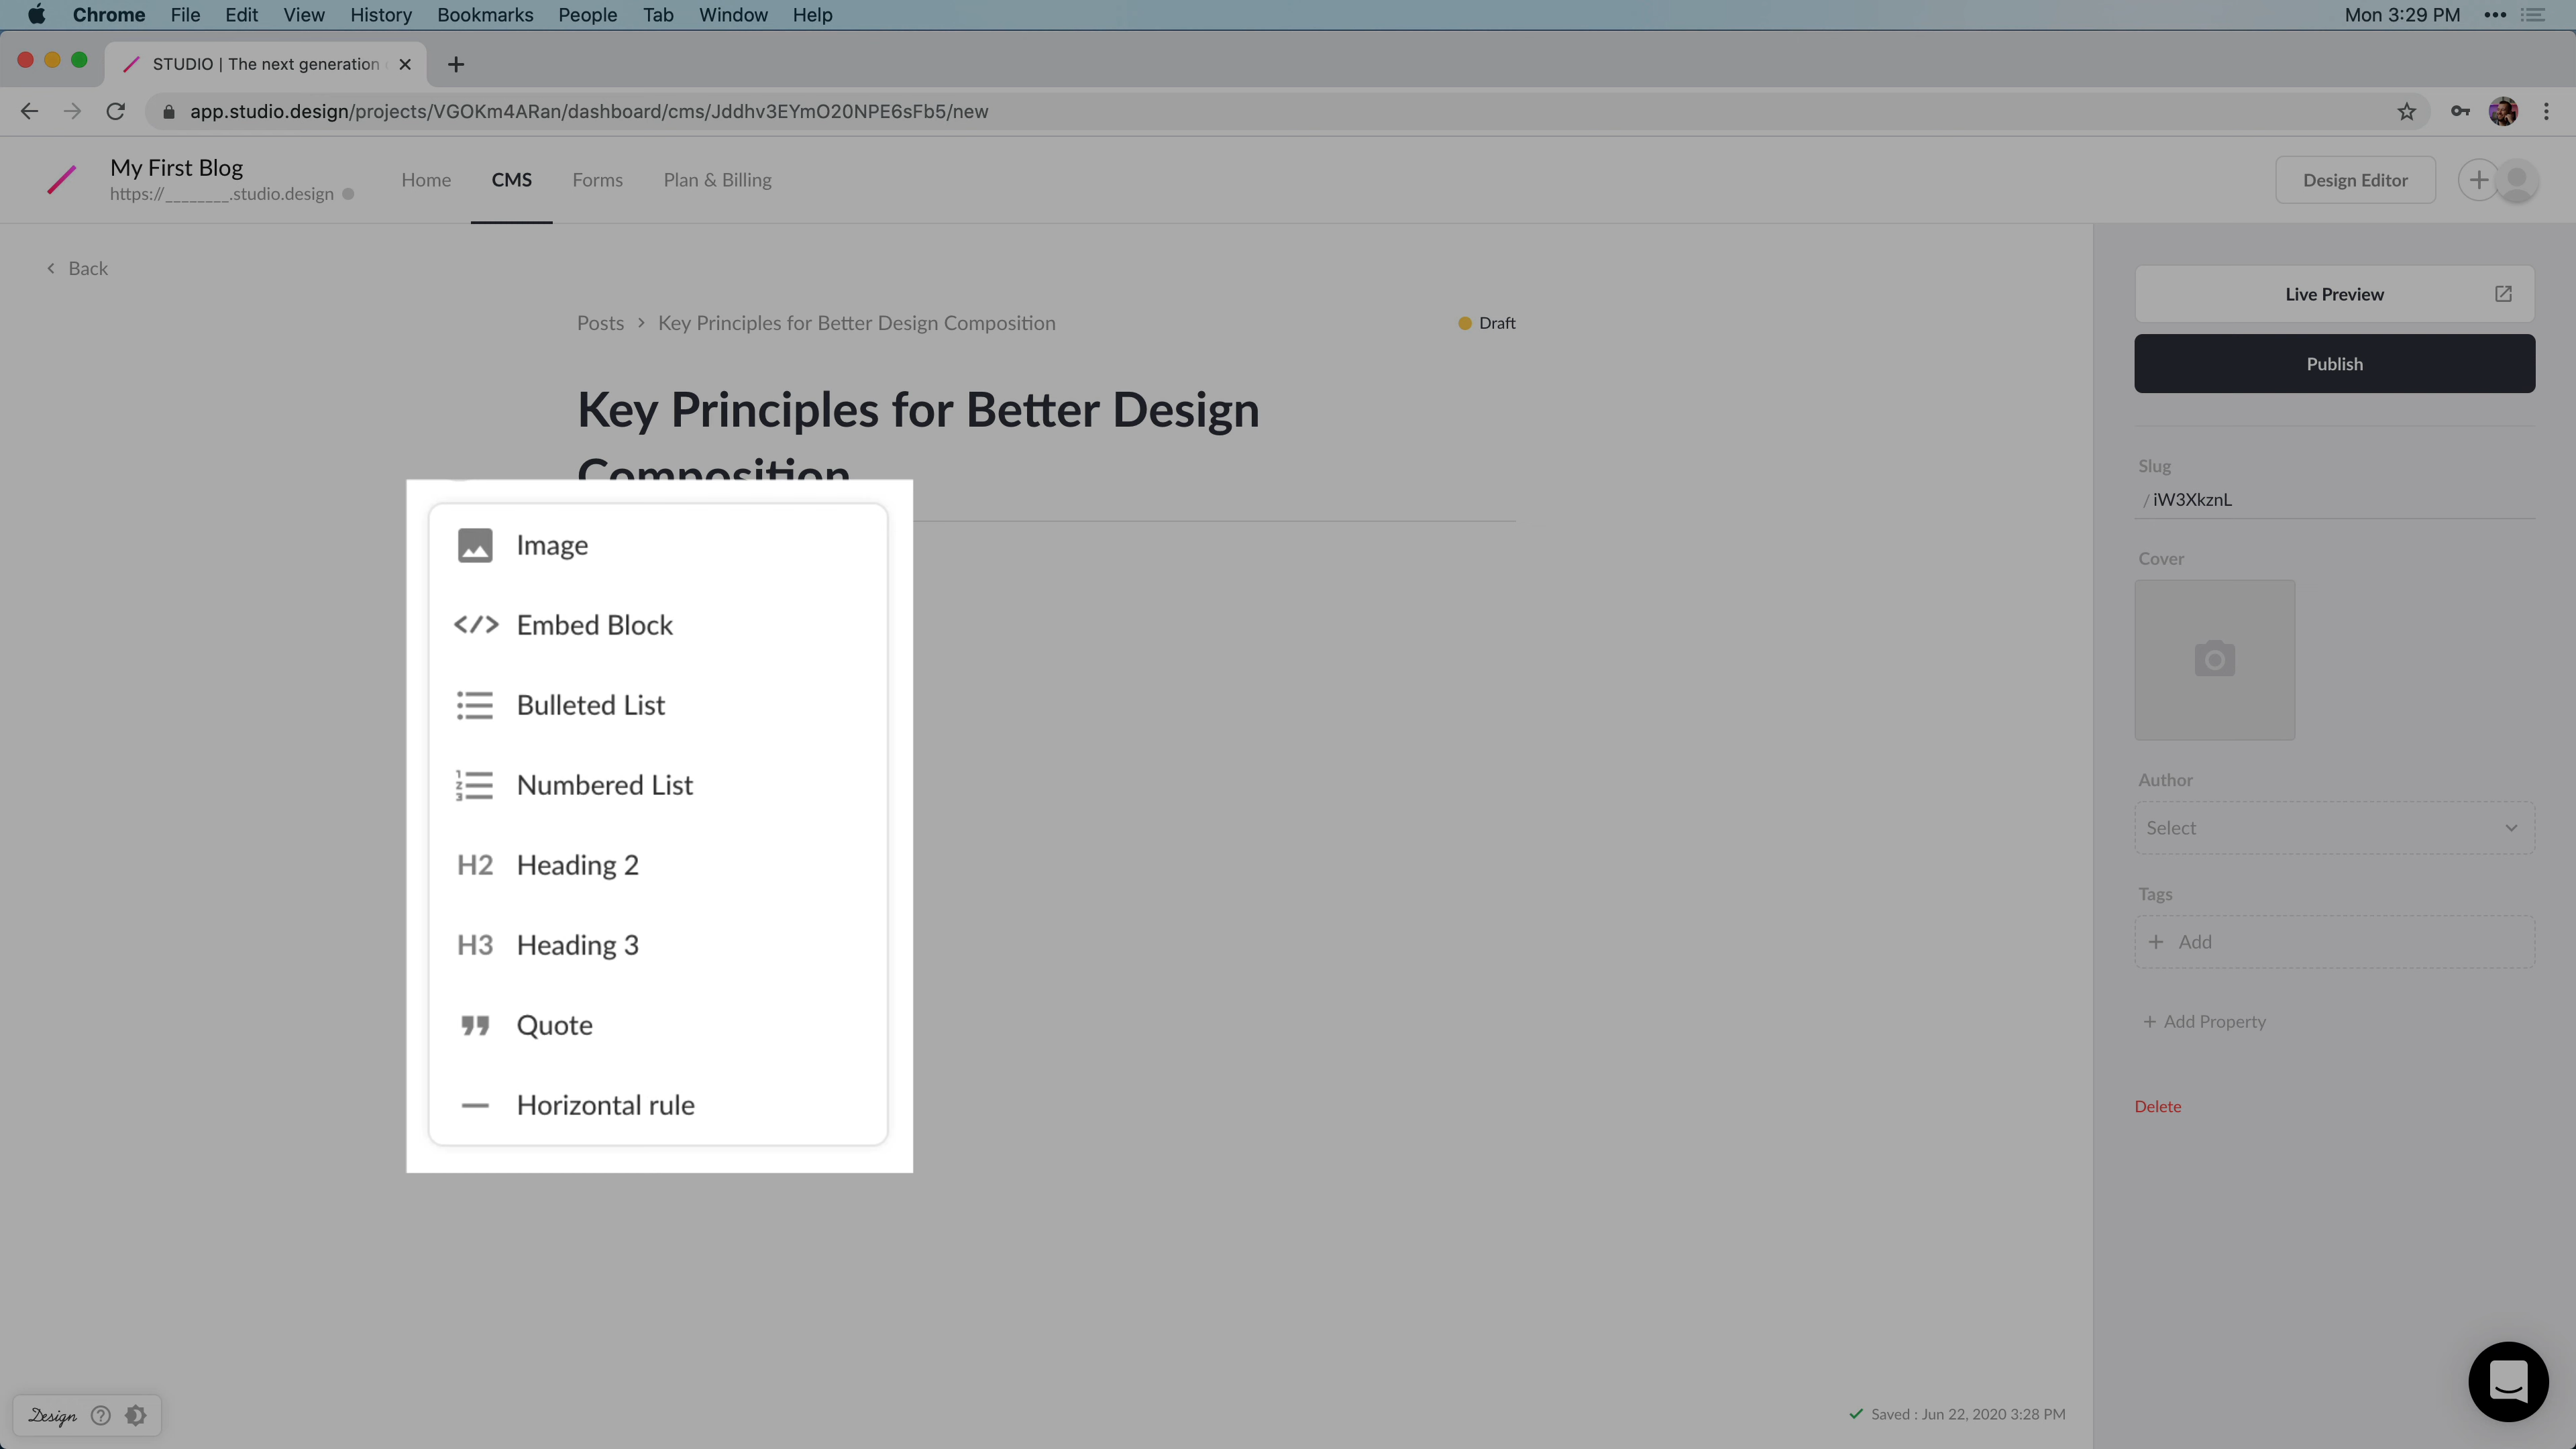 Chrome File Edit View History Bookmarks People Tab Window Help Mon 3:29 PM
STUDIO | The next generation
app.studio.design/projects/VGOKm4ARan/dashboard/cms/Jddhv3EYmO20NPE6sFb5/new
My First Blog
https://________.studio.design
Home CMS Forms Plan & Billing Design Editor
Back
Posts > Key Principles for Better Design Composition
Draft
Key Principles for Better Design
Composition
Image
</> Embed Block
Bulleted List
Numbered List
H2 Heading 2
H3 Heading 3
Quote
Horizontal rule
Live Preview
Publish
Slug
/ iW3XkznL
Cover
Author
Select
Tags
+ Add
+ Add Property
Delete
Design
Saved : Jun 22, 2020 3:28 PM